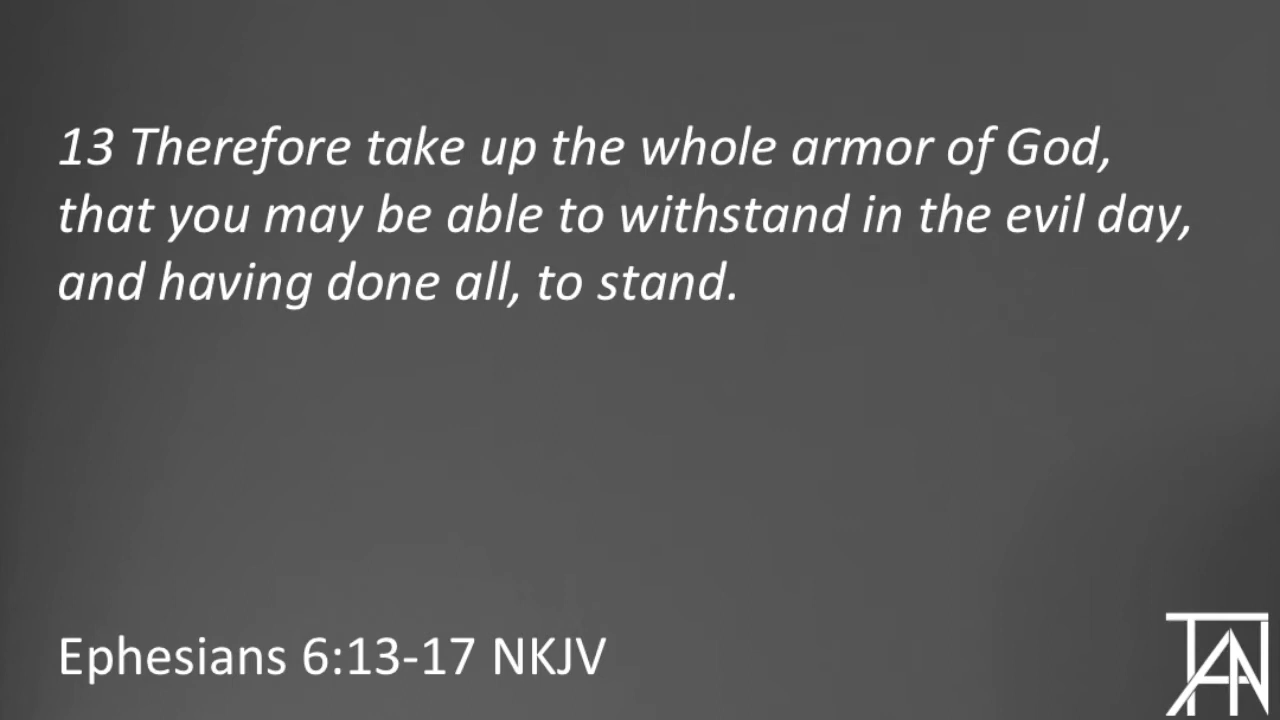 13 Therefore take up the whole armor of God,
that you may be able to withstand in the evil day,
and having done all, to stand.
Ephesians 6:13-17 NKJV
TAN